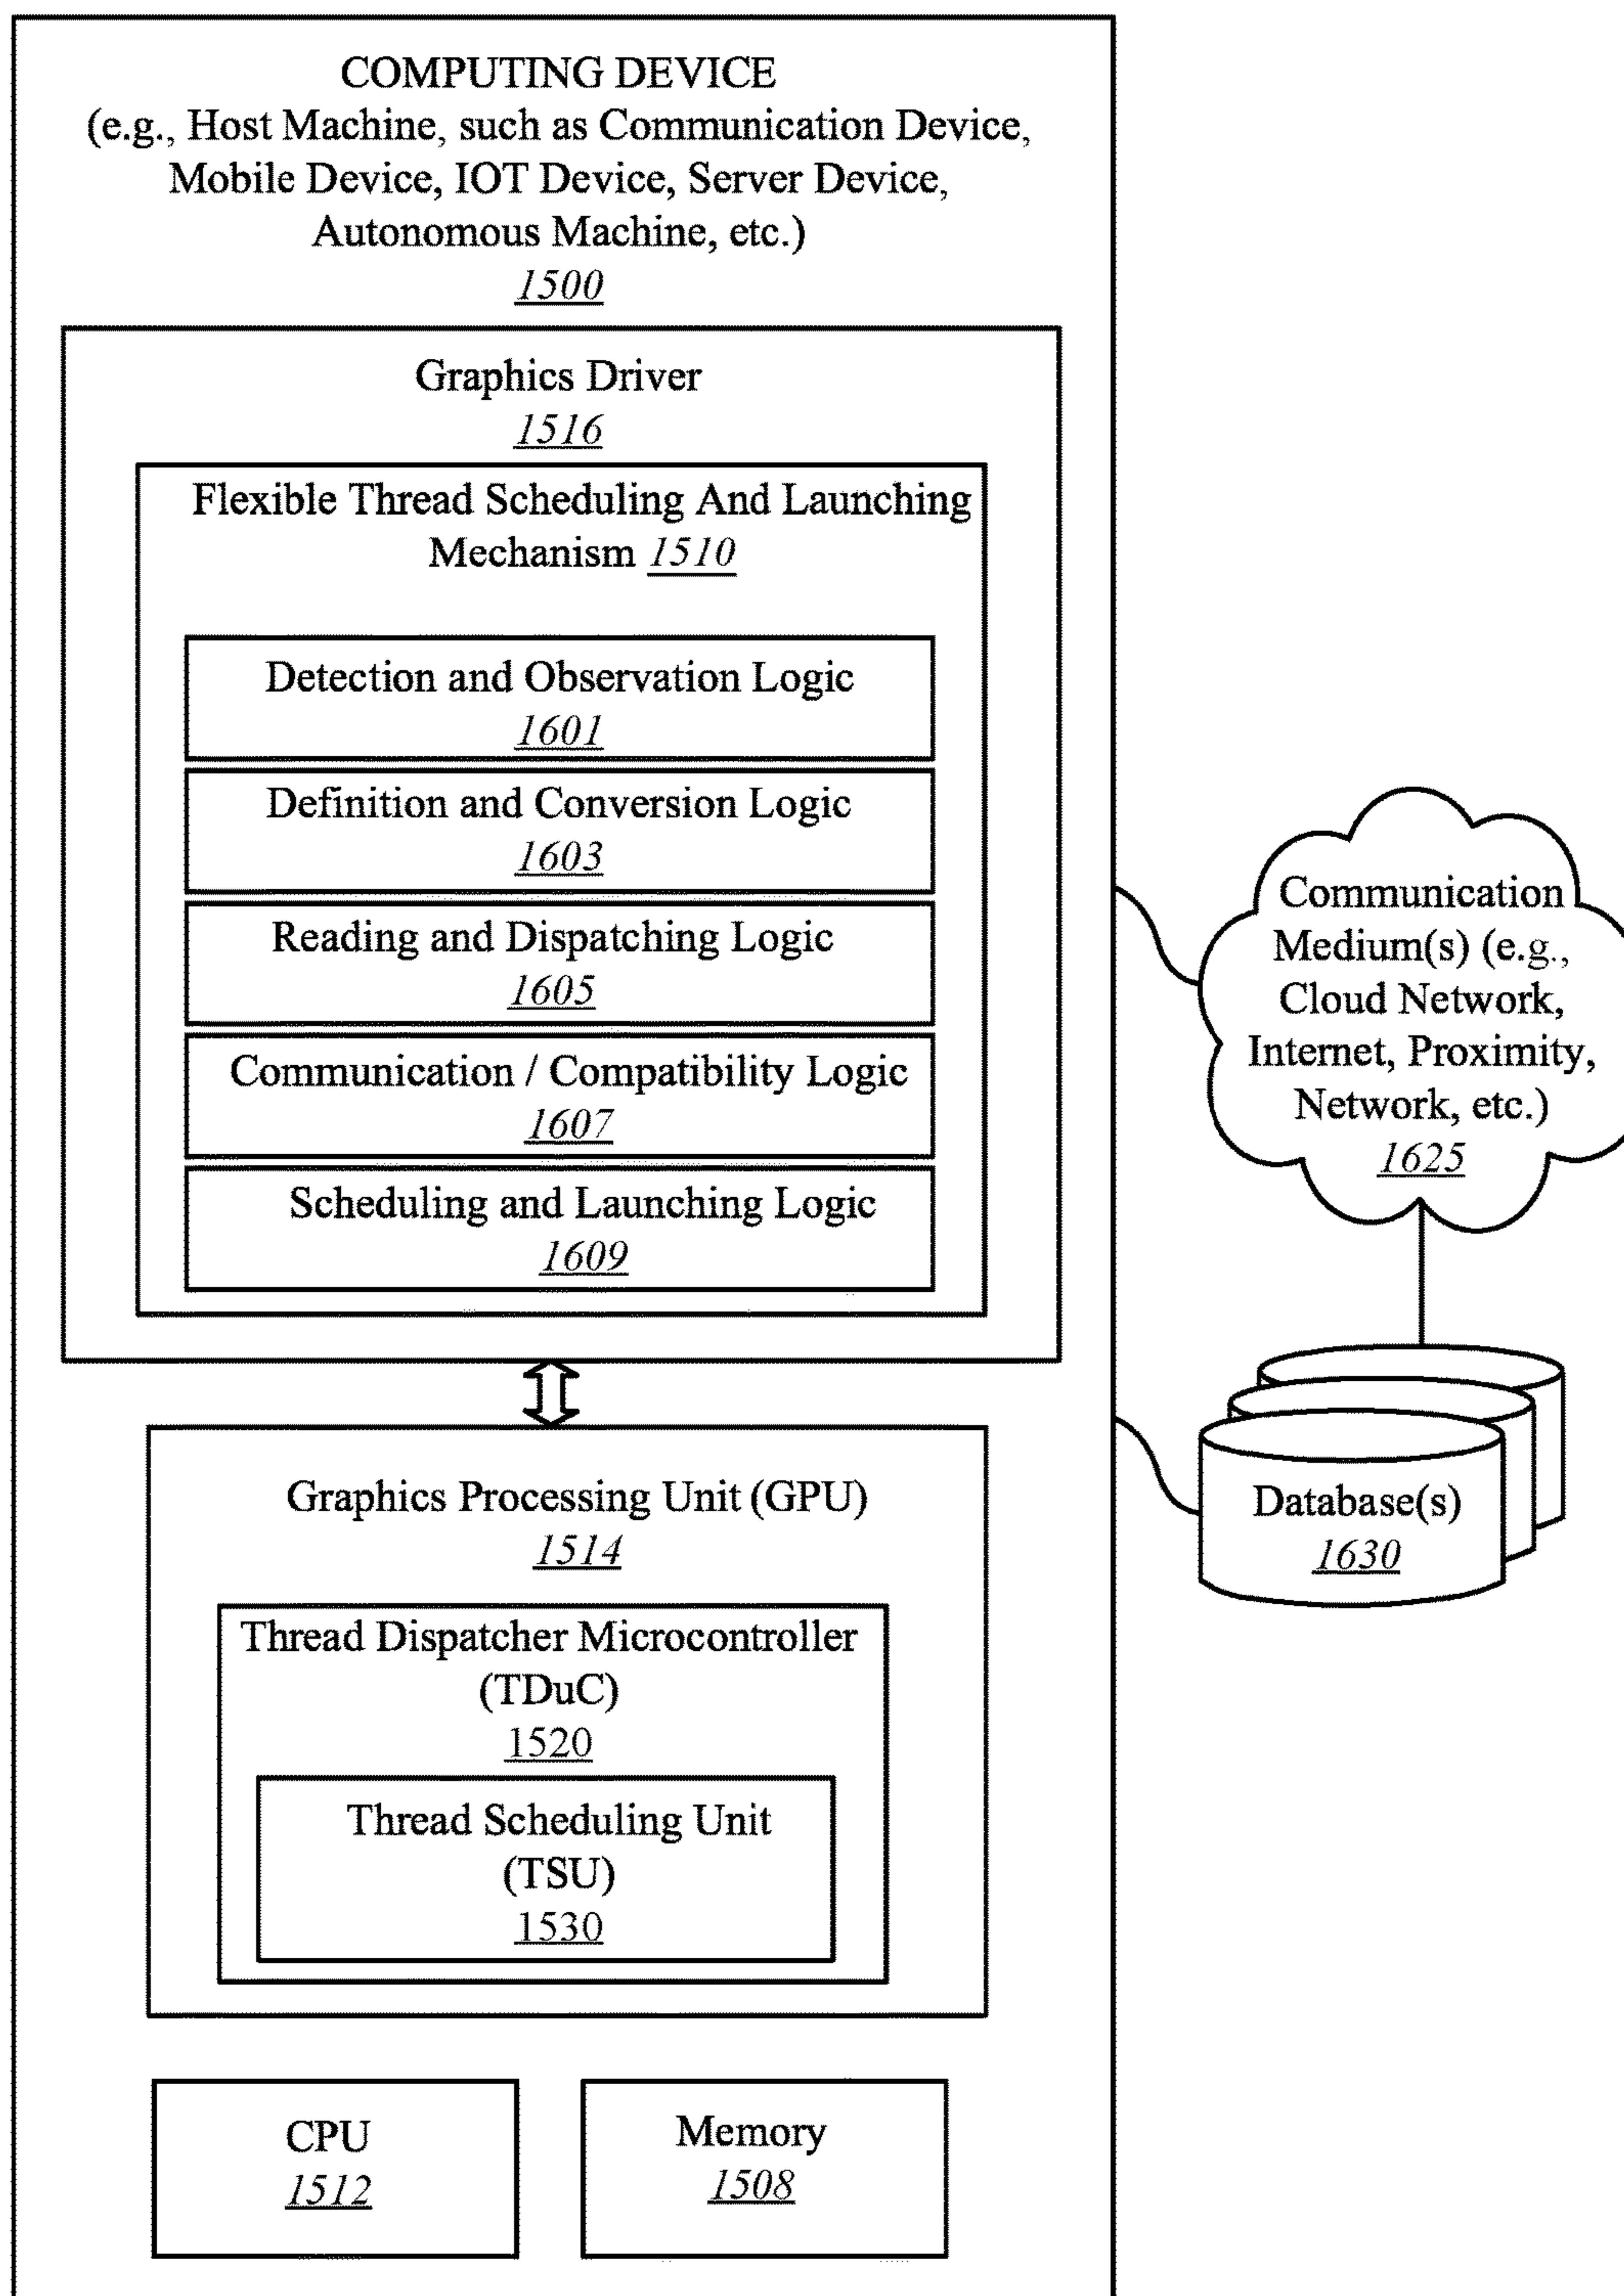 COMPUTING DEVICE
(e.g., Host Machine, such as Communication Device,
Mobile Device, IOT Device, Server Device,
Autonomous Machine, etc.)
1500
Graphics Driver
1516
Flexible Thread Scheduling And Launching
Mechanism 1510
Detection and Observation Logic
1601
Definition and Conversion Logic
1603
Reading and Dispatching Logic
1605
Communication / Compatibility Logic
1607
Scheduling and Launching Logic
1609
Graphics Processing Unit (GPU)
1514
Thread Dispatcher Microcontroller
(TDuC)
1520
Thread Scheduling Unit
(TSU)
1530
CPU
1512
Memory
1508
Communication
Medium(s) (e.g.,
Cloud Network,
Internet, Proximity,
Network, etc.)
1625
Database(s)
1630